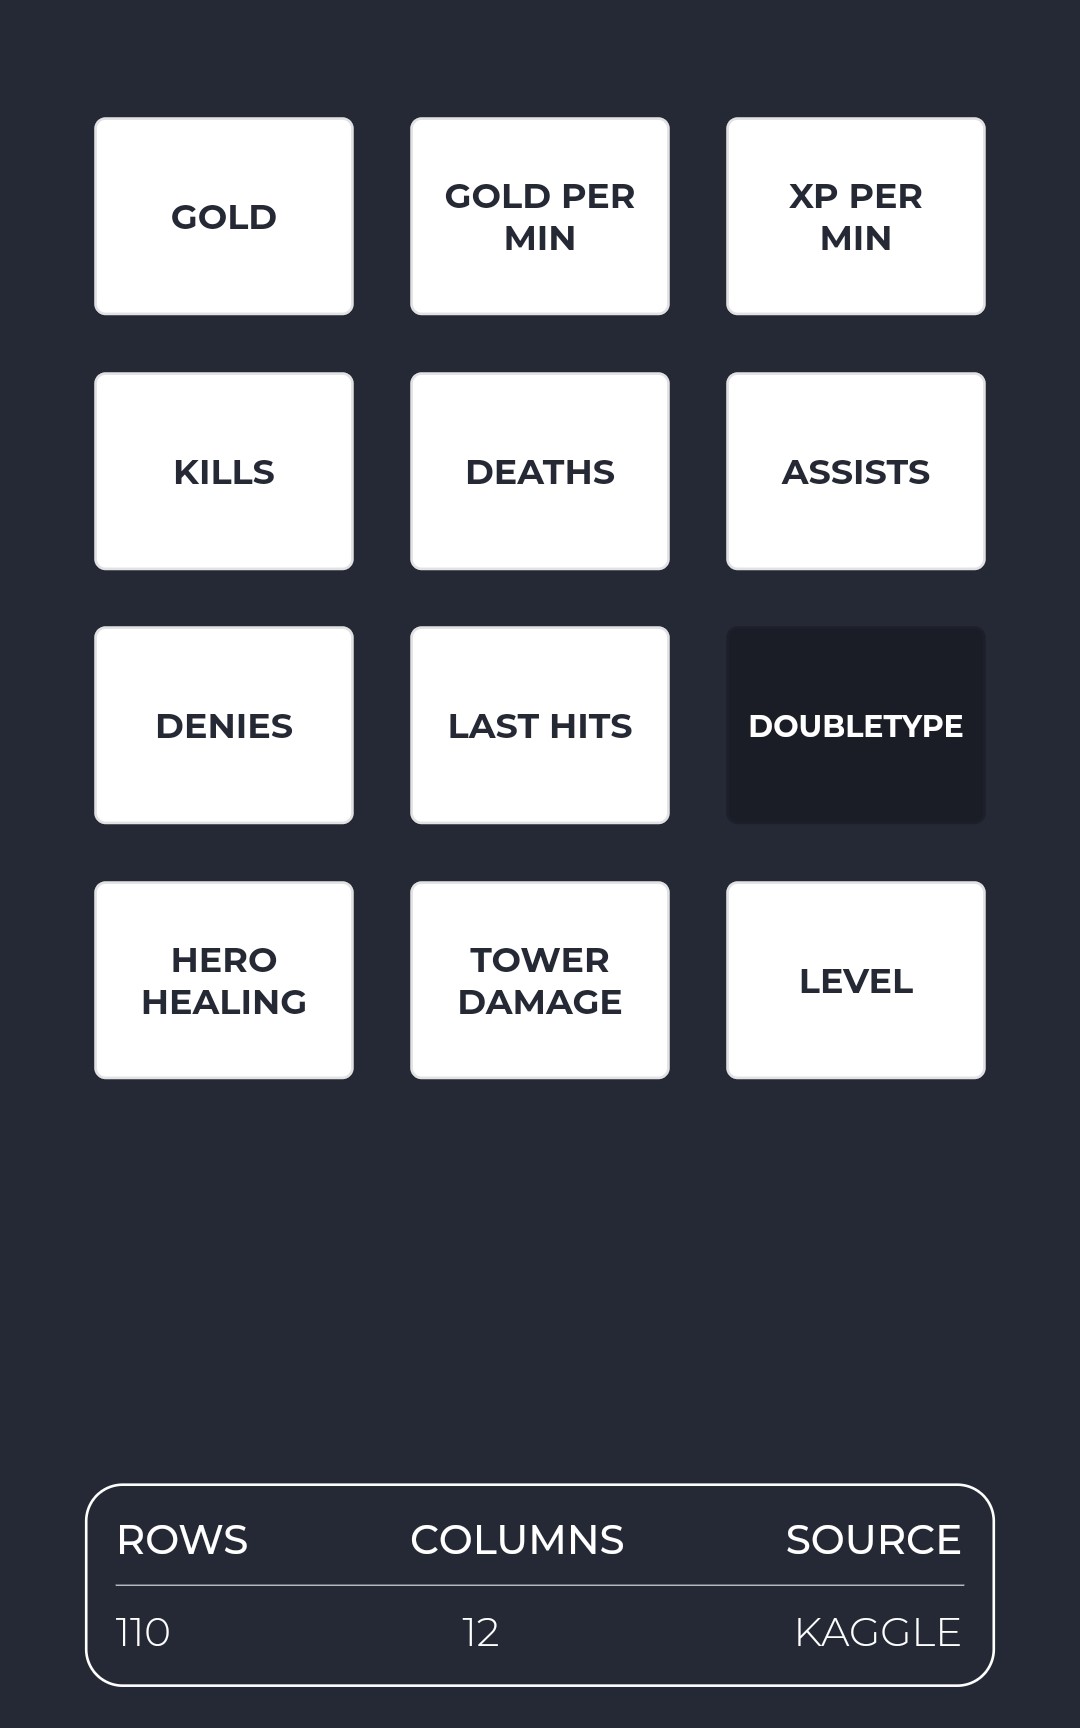 GOLD
GOLD PER
MIN
XP PER
MIN
KILLS
DEATHS
ASSISTS
DENIES
LAST HITS
DOUBLETYPE
HERO
HEALING
TOWER
DAMAGE
LEVEL
ROWS COLUMNS SOURCE
110 12 KAGGLE